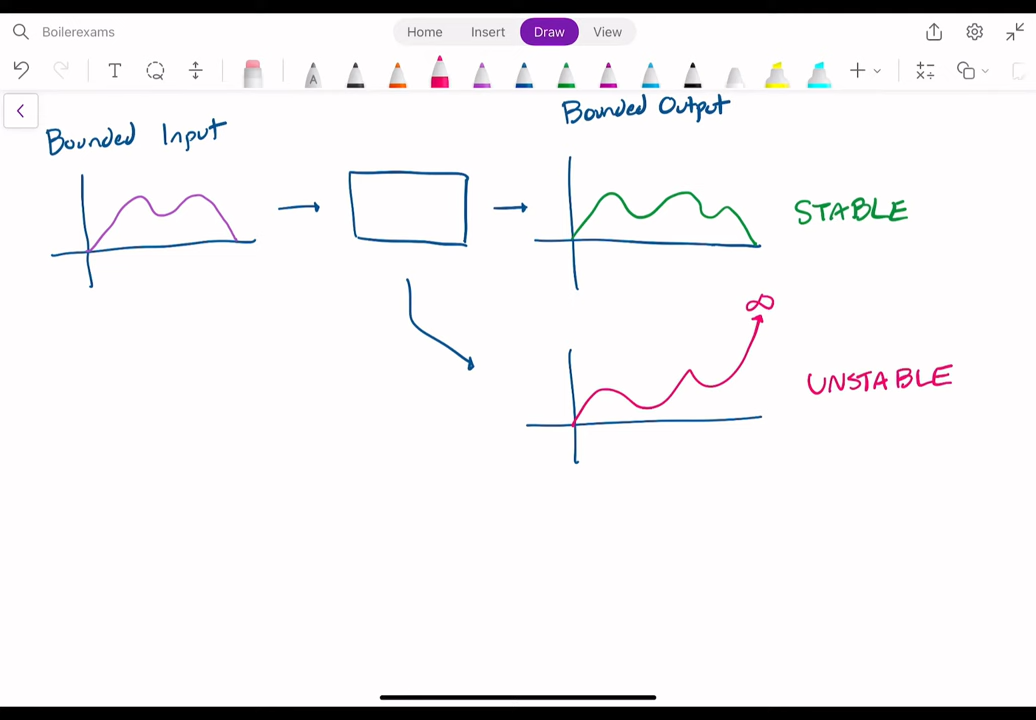 Boilerexams
Home Insert Draw View
T
A
Bounded Input
Bounded Output
STABLE
∞
UNSTABLE